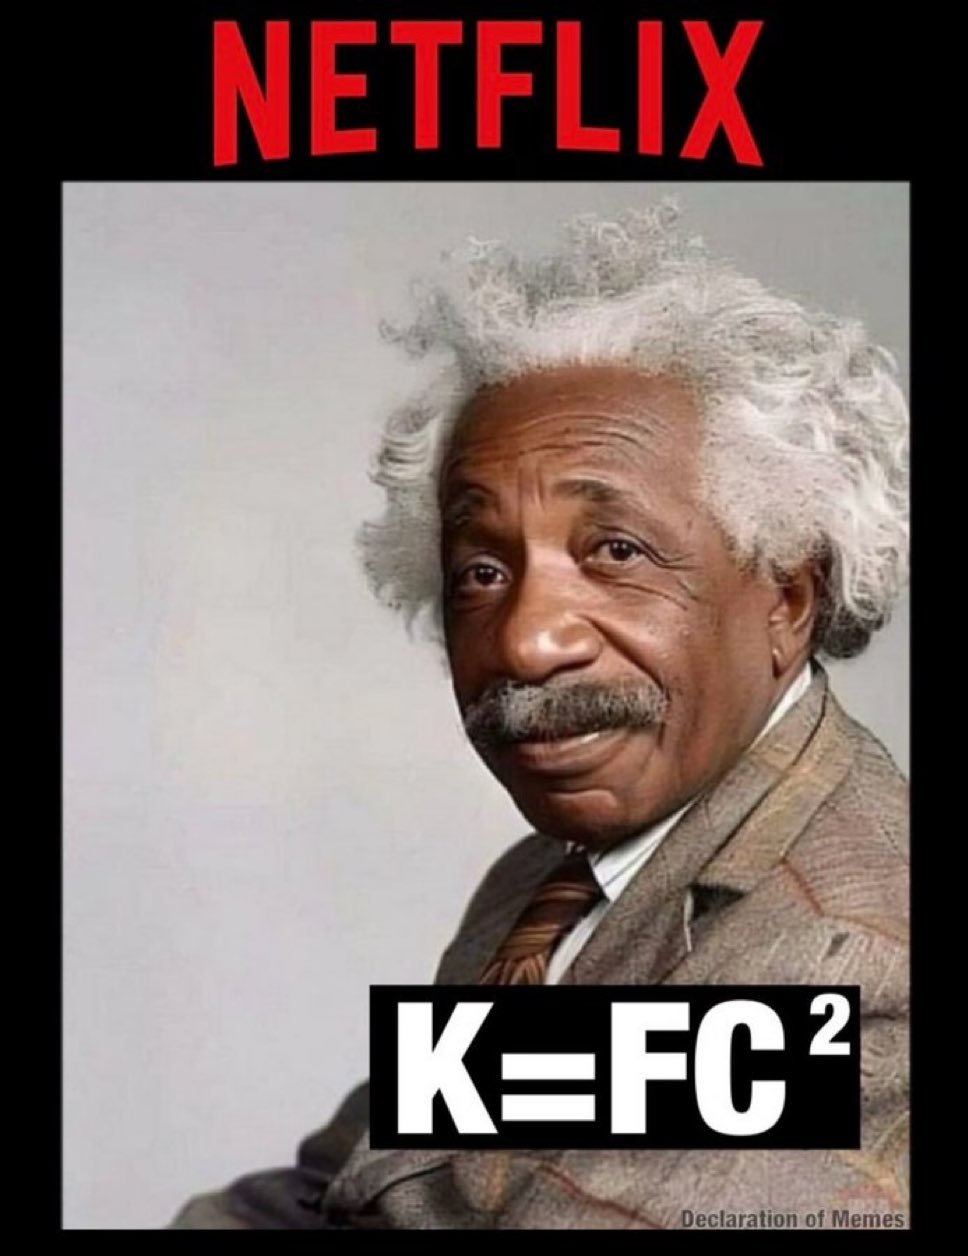 NETFLIX
K=FC²
Declaration of Memes